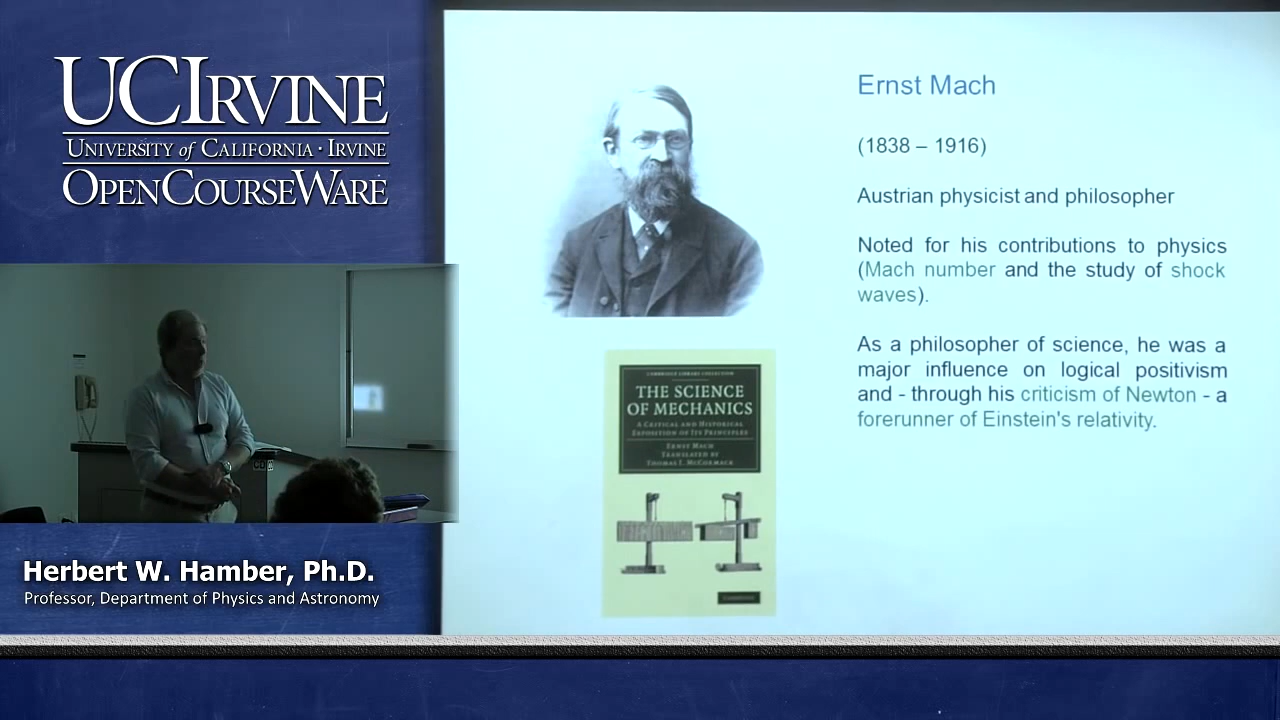 UCIRVINE
UNIVERSITY of CALIFORNIA · IRVINE
OPENCOURSEWARE
Herbert W. Hamber, Ph.D.
Professor, Department of Physics and Astronomy
Ernst Mach
(1838 – 1916)
Austrian physicist and philosopher
Noted for his contributions to physics
(Mach number and the study of shock
waves).
As a philosopher of science, he was a
major influence on logical positivism
and - through his criticism of Newton - a
forerunner of Einstein's relativity.
CAMBRIDGE LIBRARY COLLECTION
THE SCIENCE
OF MECHANICS
A CRITICAL AND HISTORICAL
EXPOSITION OF ITS PRINCIPLES
ERNST MACH
TRANSLATED BY
THOMAS J. MCCORMACK
CAMBRIDGE